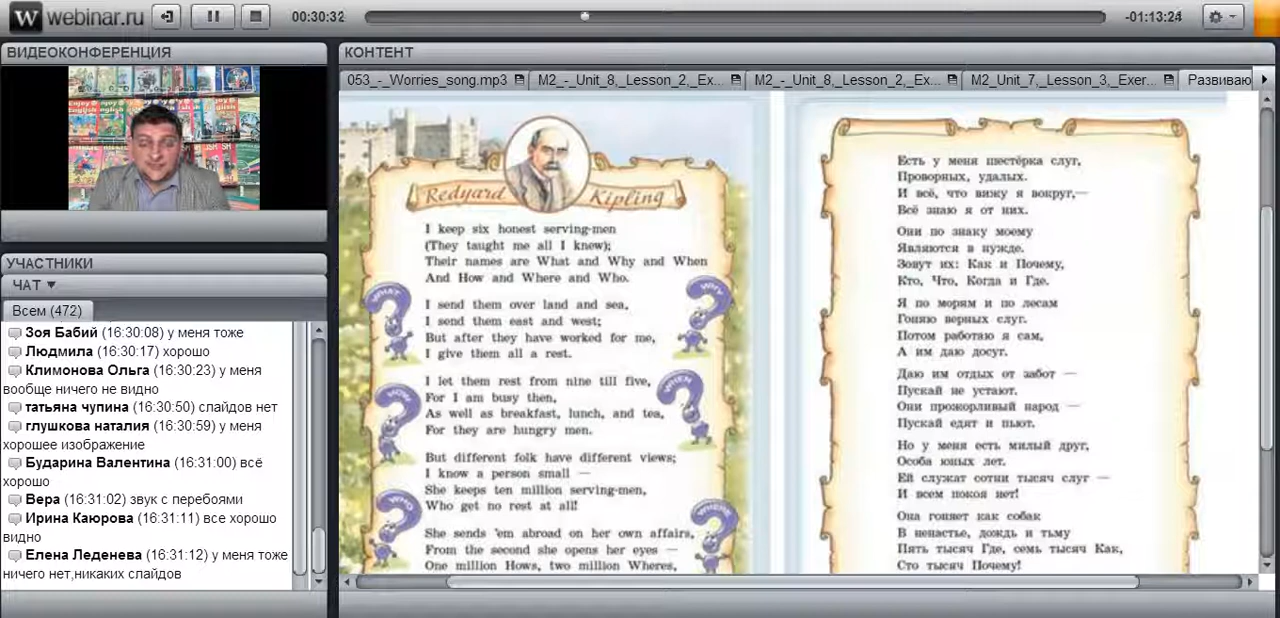 webinar.ru
00:30:32
-01:13:24
ВИДЕОКОНФЕРЕНЦИЯ
УЧАСТНИКИ
ЧАТ
Всем (472)
Зоя Бабий (16:30:08) у меня тоже
Людмила (16:30:17) хорошо
Климонова Ольга (16:30:23) у меня
вообще ничего не видно
татьяна чупина (16:30:50) слайдов нет
глушкова наталия (16:30:59) у меня
хорошее изображение
Бударина Валентина (16:31:00) всё
хорошо
Вера (16:31:02) звук с перебоями
Ирина Каюрова (16:31:11) все хорошо
видно
Елена Леденева (16:31:12) у меня тоже
ничего нет,никаких слайдов
КОНТЕНТ
053_-_Worries_song.mp3
M2_-_Unit_8,_Lesson_2,_Ex...
M2_-_Unit_8,_Lesson_2,_Ex...
M2_Unit_7,_Lesson_3,_Exer...
Развиваю
Redyard Kipling
I keep six honest serving-men
(They taught me all I knew);
Their names are What and Why and When
And How and Where and Who.
I send them over land and sea,
I send them east and west;
But after they have worked for me,
I give them all a rest.
I let them rest from nine till five,
For I am busy then,
As well as breakfast, lunch, and tea,
For they are hungry men.
But different folk have different views;
I know a person small —
She keeps ten million serving-men,
Who get no rest at all!
She sends 'em abroad on her own affairs,
From the second she opens her eyes —
One million Hows, two million Wheres,
WHAT
WHY
HOW
WHEN
WHO
WHERE
Есть у меня шестёрка слуг,
Проворных, удалых.
И всё, что вижу я вокруг,—
Всё знаю я от них.
Они по знаку моему
Являются в нужде.
Зовут их: Как и Почему,
Кто, Что, Когда и Где.
Я по морям и по лесам
Гоняю верных слуг.
Потом работаю я сам,
А им даю досуг.
Даю им отдых от забот —
Пускай не устают.
Они прожорливый народ —
Пускай едят и пьют.
Но у меня есть милый друг,
Особа юных лет.
Ей служат сотни тысяч слуг —
И всем покоя нет!
Она гоняет как собак
В ненастье, дождь и тьму
Пять тысяч Где, семь тысяч Как,
Сто тысяч Почему!